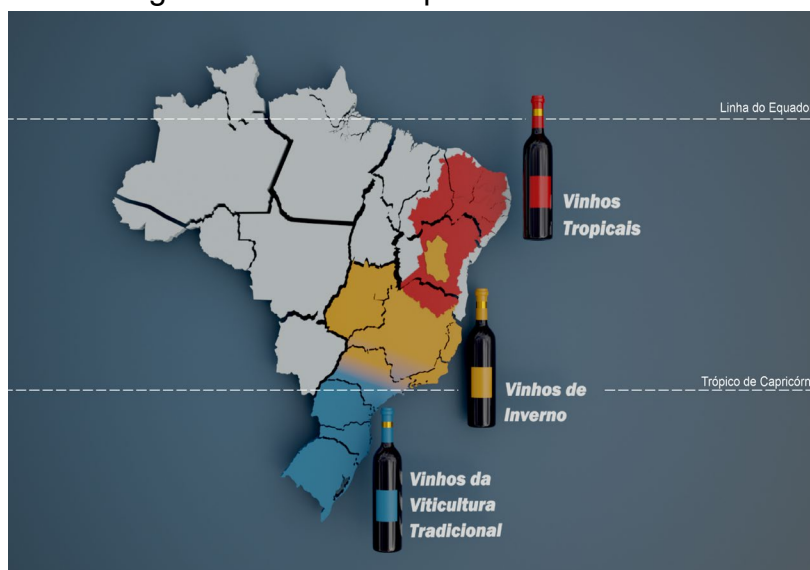 Linha do Equado
Vinhos
Tropicais
Trópico de Capricórn
Vinhos de
Inverno
Vinhos da
Viticultura
Tradicional